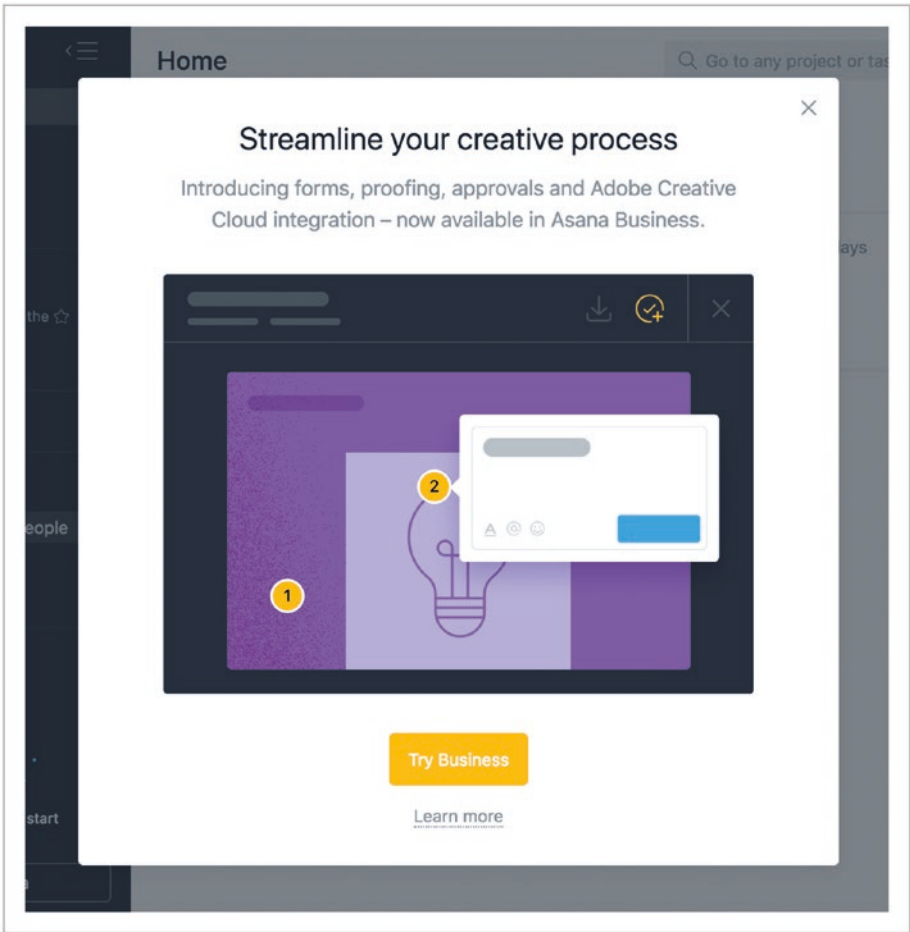 Home
Go to any project or tas
Streamline your creative process
Introducing forms, proofing, approvals and Adobe Creative
Cloud integration – now available in Asana Business.
ays
the
2
eople
1
Try Business
start
Learn more
a